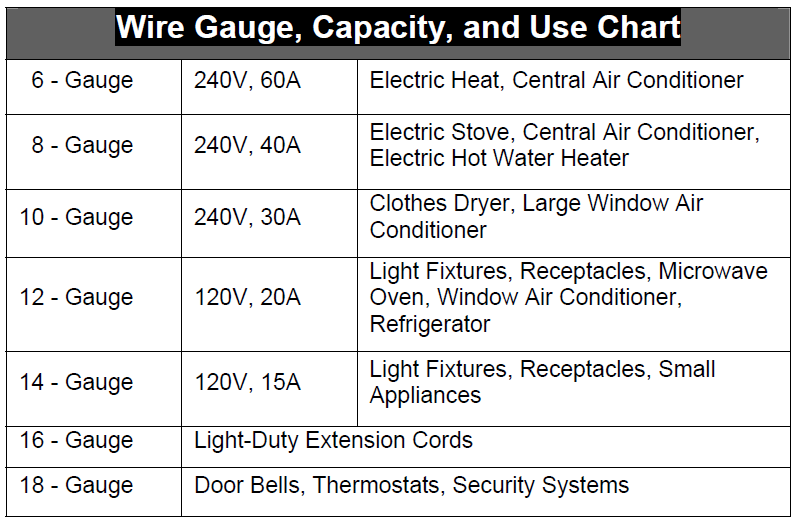 Wire Gauge, Capacity, and Use Chart
6 - Gauge
240V, 60A
Electric Heat, Central Air Conditioner
8 - Gauge
240V, 40A
Electric Stove, Central Air Conditioner,
Electric Hot Water Heater
10 - Gauge
240V, 30A
Clothes Dryer, Large Window Air
Conditioner
12 - Gauge
120V, 20A
Light Fixtures, Receptacles, Microwave
Oven, Window Air Conditioner,
Refrigerator
14 - Gauge
120V, 15A
Light Fixtures, Receptacles, Small
Appliances
16 - Gauge
Light-Duty Extension Cords
18 - Gauge
Door Bells, Thermostats, Security Systems